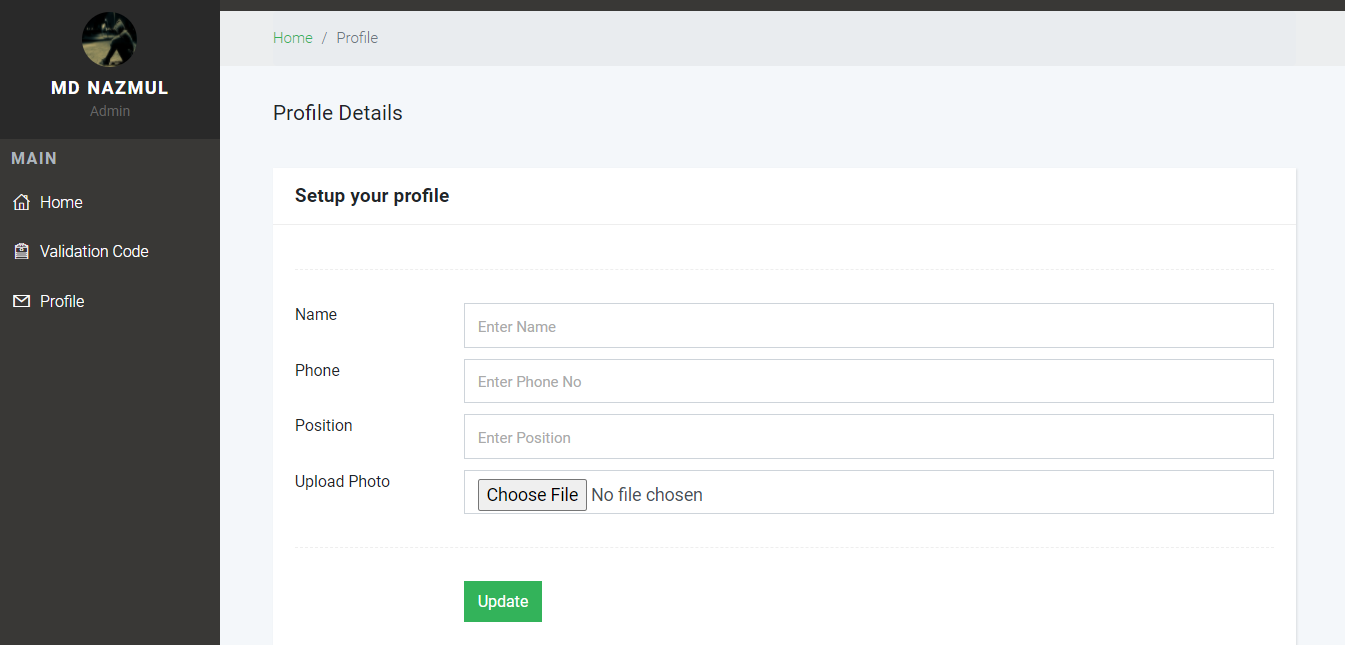 MD NAZMUL
Admin
MAIN
Home
Validation Code
Profile
Home / Profile
Profile Details
Setup your profile
Name
Enter Name
Phone
Enter Phone No
Position
Enter Position
Upload Photo
Choose File No file chosen
Update